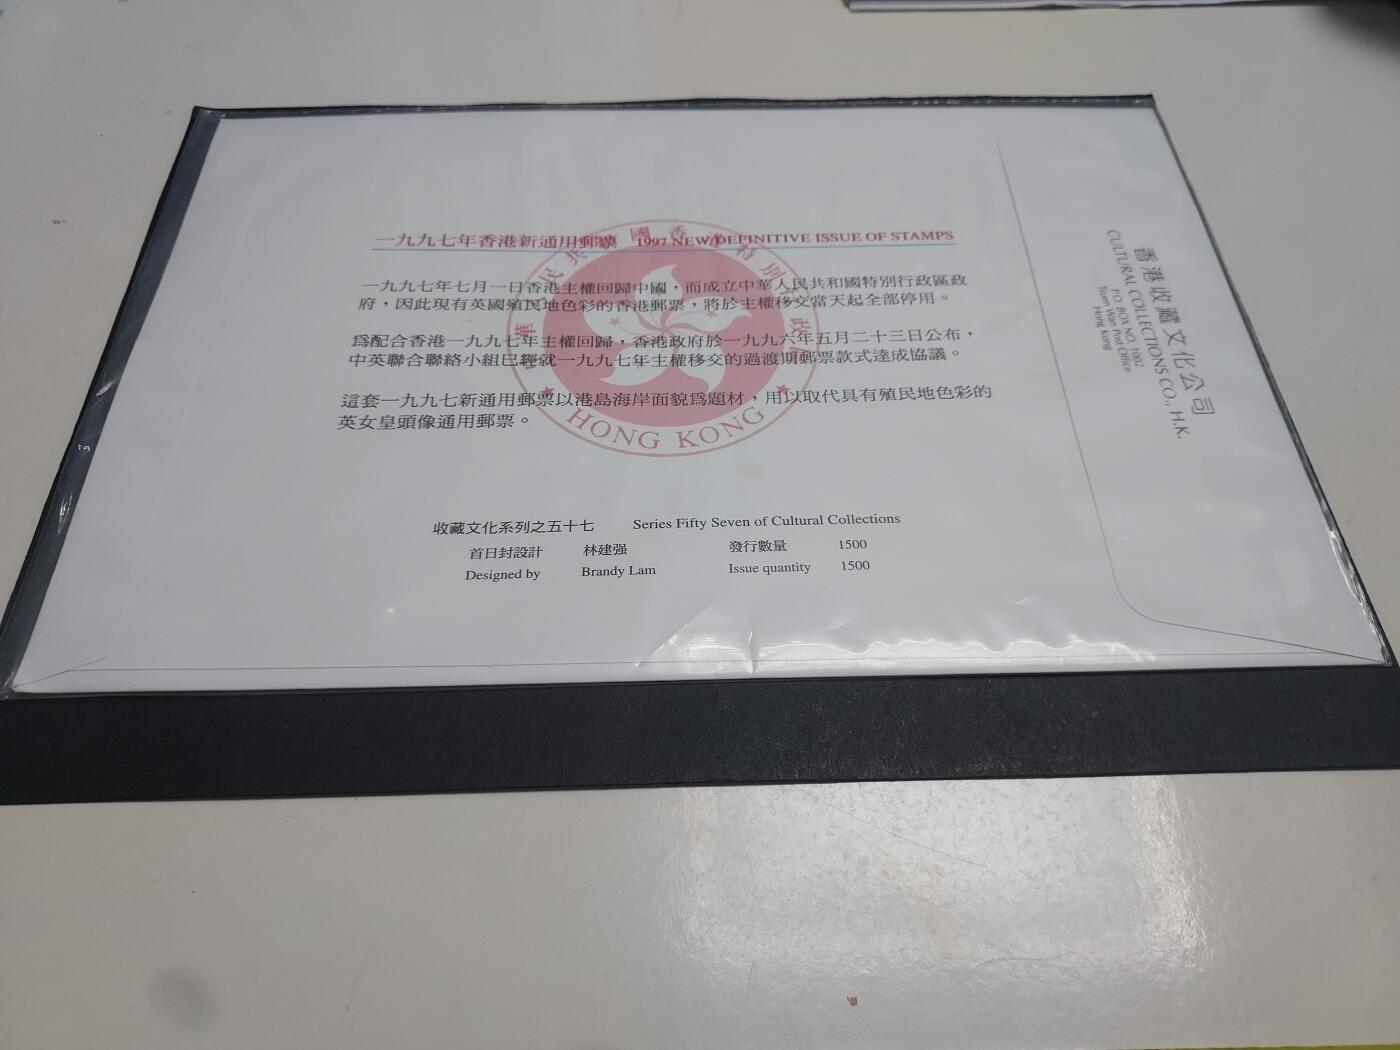 一九九七年香港新通用郵票 1997 NEW DEFINITIVE ISSUE OF STAMPS
一九九七年七月一日香港主權回歸中國，而成立中華人民共和國特別行政區政
府，因此現有英國殖民地色彩的香港郵票，將於主權移交當天起全部停用。
爲配合香港一九九七年主權回歸，香港政府於一九九六年五月二十三日公布，
中英聯合聯絡小組已經就一九九七年主權移交的過渡期郵票款式達成協議。
這套一九九七新通用郵票以港島海岸面貌爲題材，用以取代具有殖民地色彩的
英女皇頭像通用郵票。
HONG KONG
收藏文化系列之五十七 Series Fifty Seven of Cultural Collections
首日封設計 林建强 發行數量 1500
Designed by Brandy Lam Issue quantity 1500
香港收藏文化公司
CULTURAL COLLECTIONS CO., H.K.
P.O. BOX NO. 1002
Tsuen Wan Post Office
Hong Kong